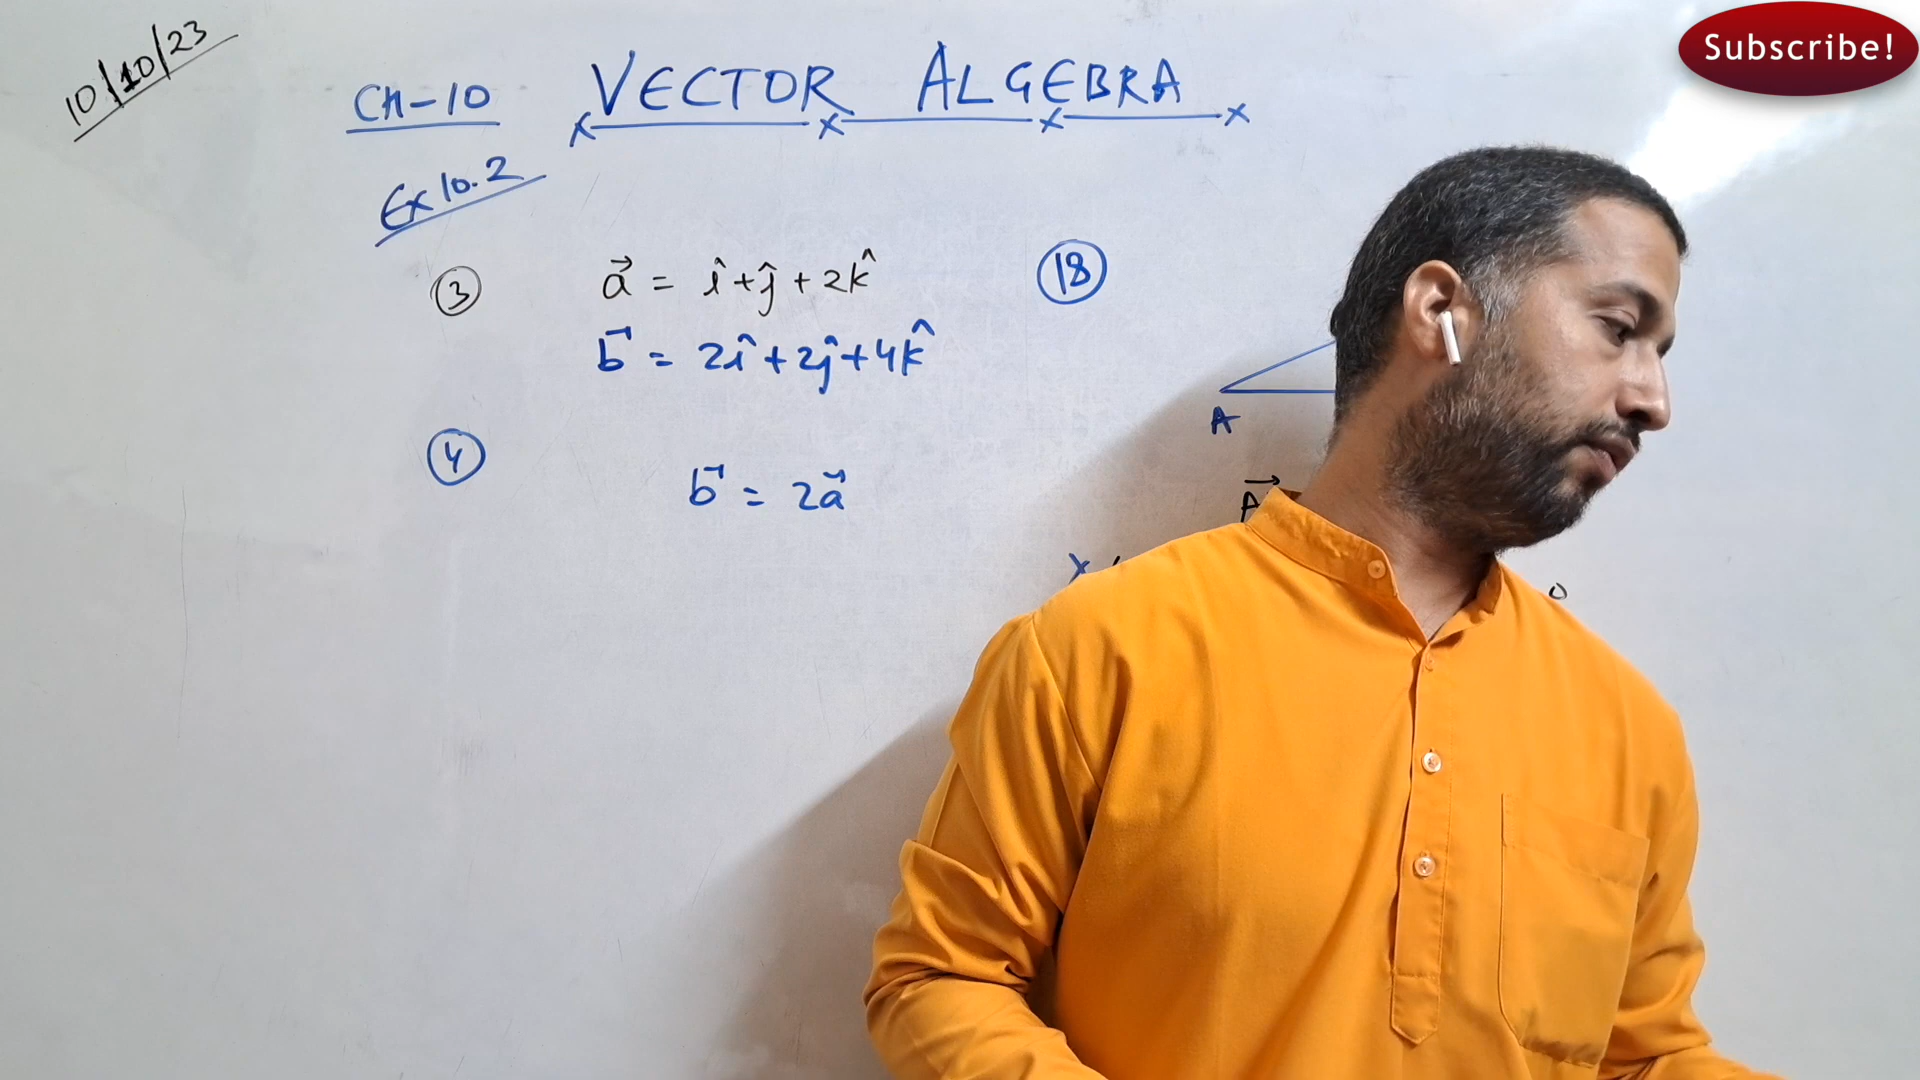 10/10/23
Subscribe!
CH-10 VECTOR ALGEBRA
Ex 10.2
③ a⃗ = î + ĵ + 2k̂
b⃗ = 2î + 2ĵ + 4k̂
④ b⃗ = 2a⃗
⑱
A
A
X